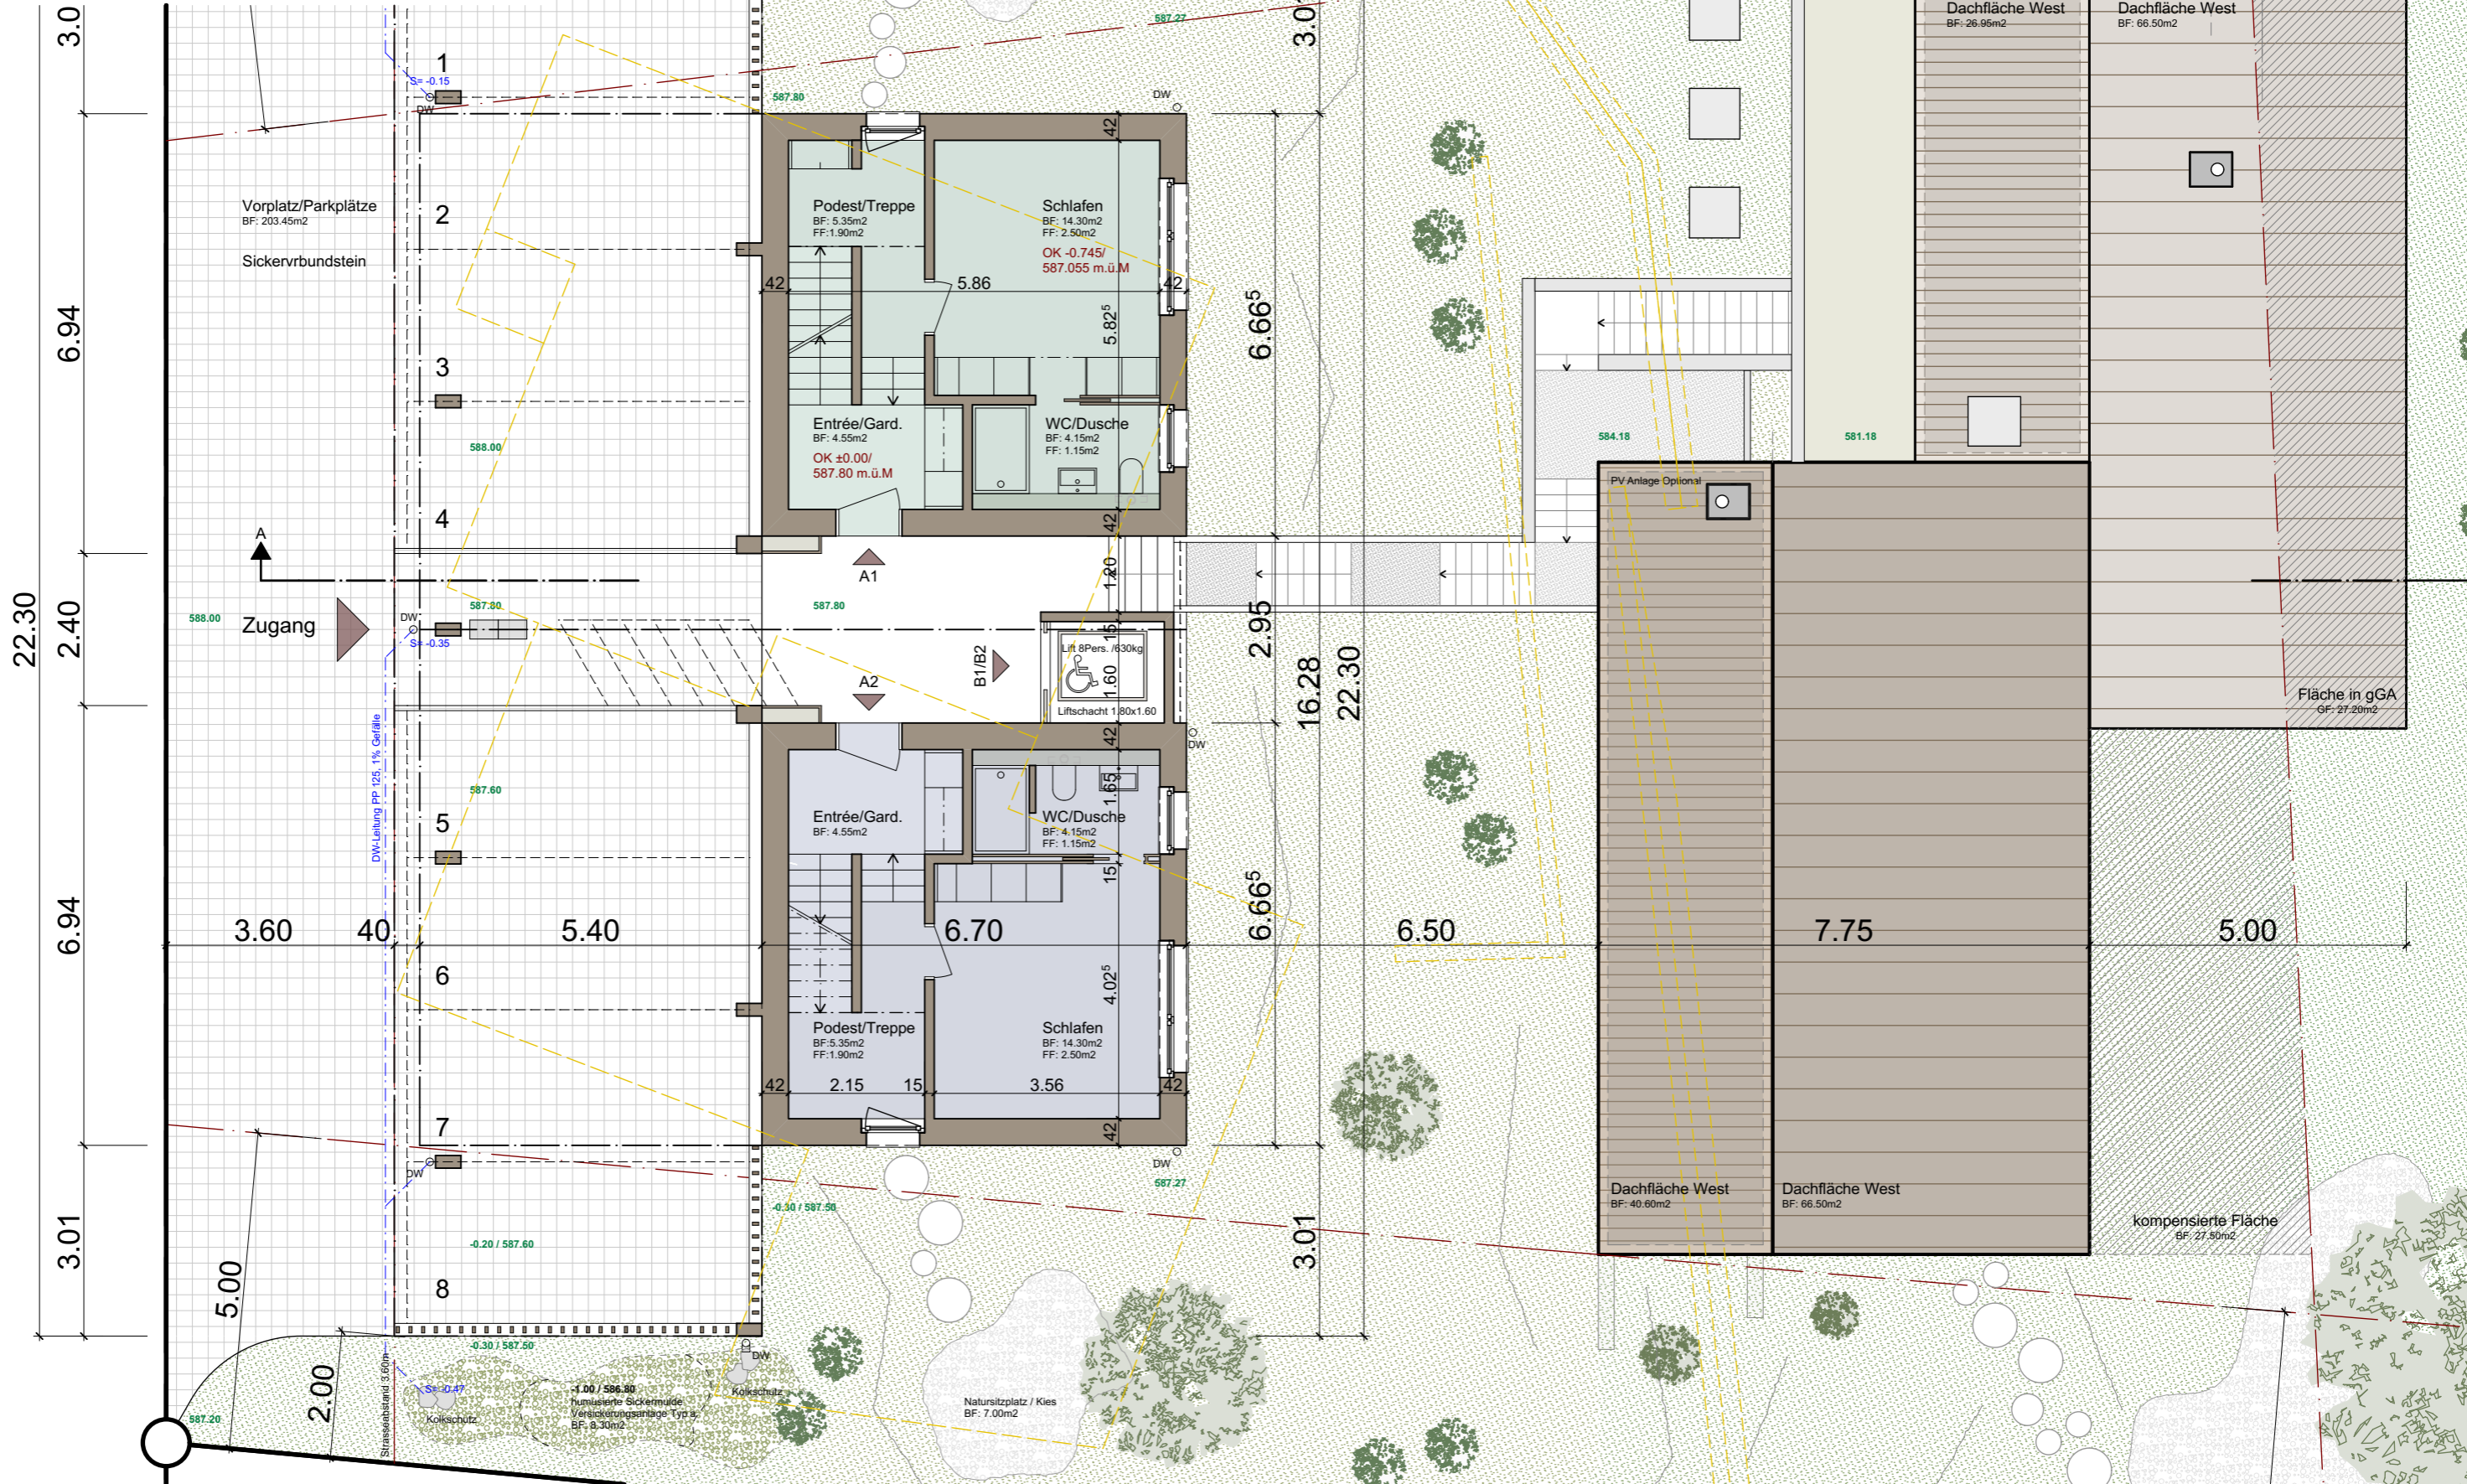 3.0
1
S= -0.15
DW
587.80
587.27
3.01
DW
Dachfläche West
BF: 26.95m2
Dachfläche West
BF: 66.50m2
42
Vorplatz/Parkplätze
BF: 203.45m2
Sickervrbundstein
2
Podest/Treppe
BF: 5.35m2
FF:1.90m2
Schlafen
BF: 14.30m2
FF: 2.50m2
OK -0.745/
587.055 m.ü.M
42
5.86
42
5.82⁵
6.66⁵
6.94
3
588.00
Entrée/Gard.
BF: 4.55m2
OK ±0.00/
587.80 m.ü.M
WC/Dusche
BF: 4.15m2
FF: 1.15m2
584.18
581.18
PV Anlage Optional
4
42
A
A1
1.20
22.30
2.40
588.00
Zugang
587.80
DW
S= -0.35
587.80
B1/B2
15
Lift 8Pers. /630kg
1.60
Liftschacht 1.80x1.60
2.95
16.28
22.30
A2
Fläche in gGA
GF: 27.20m2
DW-Leitung PP 125, 1% Gefälle
42
DW
587.60
5
Entrée/Gard.
BF: 4.55m2
1.65
WC/Dusche
BF: 4.15m2
FF: 1.15m2
15
6.94
3.60
40
5.40
6.70
6.66⁵
6.50
7.75
5.00
6
4.02⁵
Podest/Treppe
BF:5.35m2
FF:1.90m2
Schlafen
BF: 14.30m2
FF: 2.50m2
42
2.15
15
3.56
42
42
7
DW
DW
587.27
-0.30 / 587.50
3.01
-0.20 / 587.60
3.01
Dachfläche West
BF: 40.60m2
Dachfläche West
BF: 66.50m2
kompensierte Fläche
BF: 27.50m2
5.00
8
-0.30 / 587.50
DW
2.00
Strasseabstand 3.60m
S= -0.47
Kolkschutz
-1.00 / 586.80
humusierte Sickermulde
Versickerungsanlage Typ a
BF: 8.30m2
Kolkschutz
Natursitzplatz / Kies
BF: 7.00m2
587.20